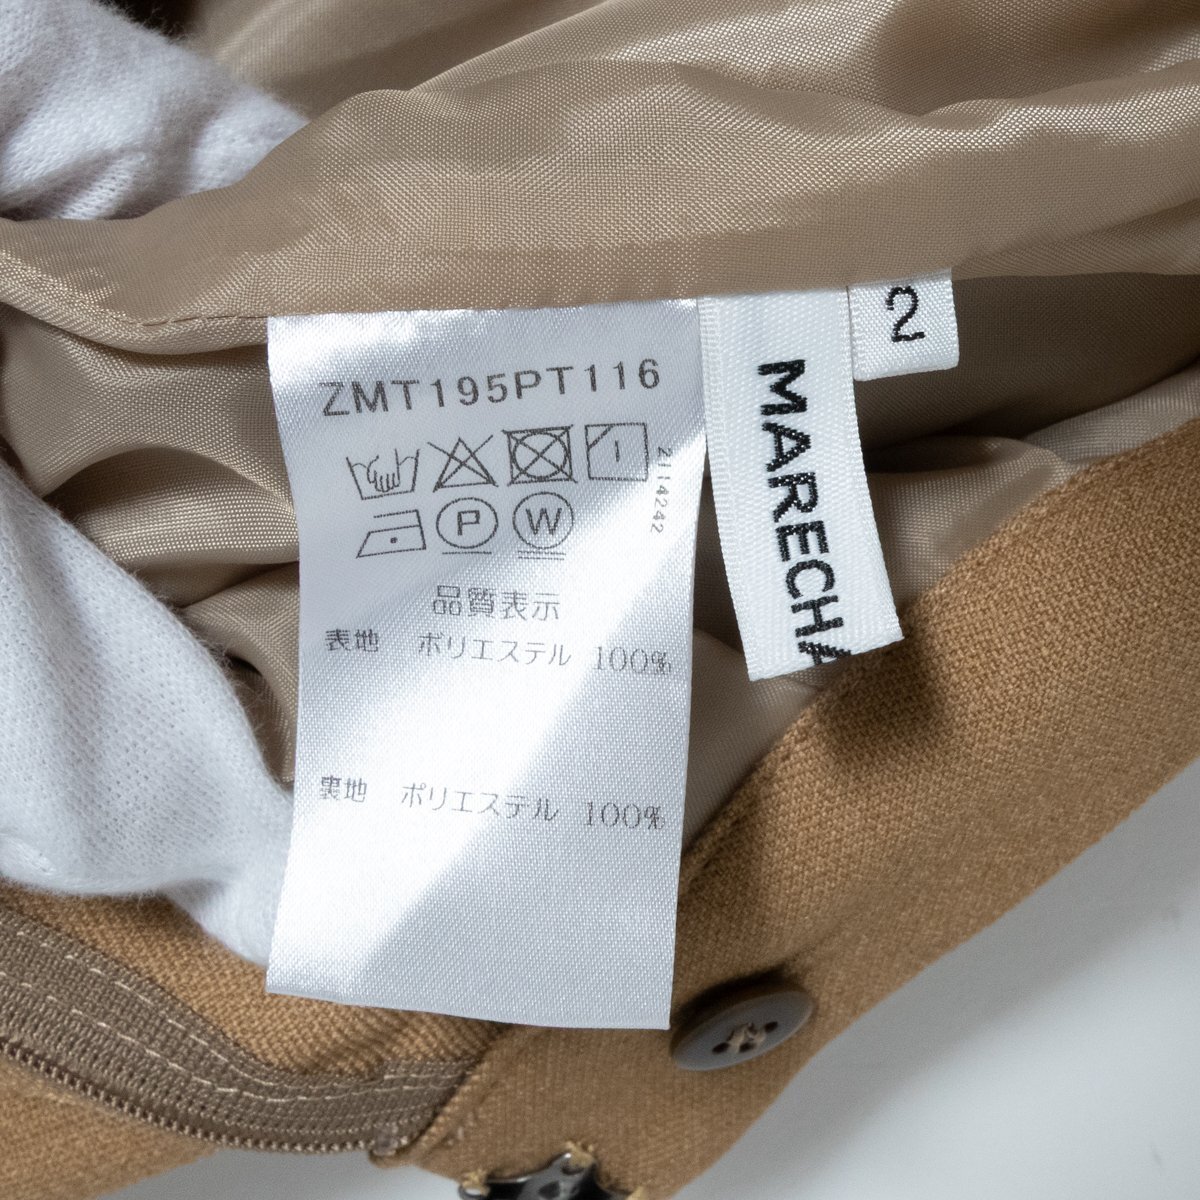 ZMT195PT116
2114242
P W
品質表示
表地 ポリエステル 100%
裏地 ポリエステル 100%
MARECHA
2